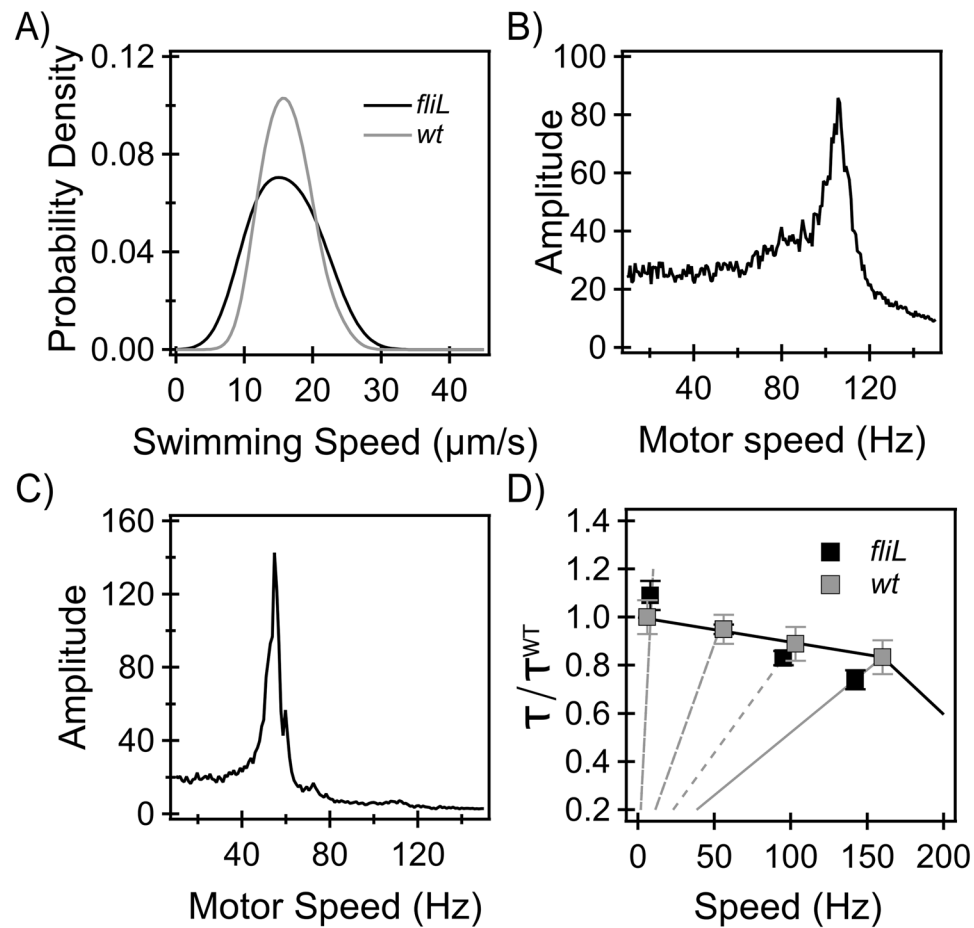 A)
Probability Density
0.12
0.08
0.04
0.00
fliL
wt
0 10 20 30 40
Swimming Speed (µm/s)
B)
Amplitude
100
80
60
40
20
0
40 80 120
Motor speed (Hz)
C)
Amplitude
160
120
80
40
0
40 80 120
Motor Speed (Hz)
D)
τ/τWT
1.4
1.2
1.0
0.8
0.6
0.4
0.2
fliL
wt
0 50 100 150 200
Speed (Hz)